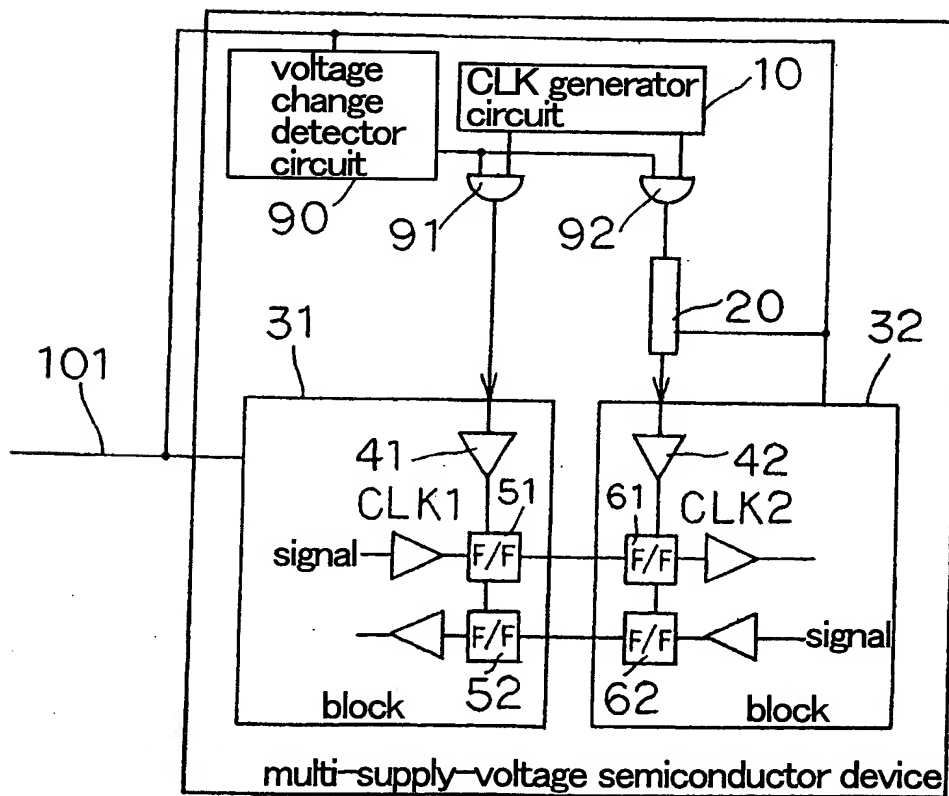 voltage
change
detector
circuit
CLK generator
circuit
10
90
91
92
20
31
32
101
41
42
CLK1
51
61
CLK2
signal
F/F
F/F
F/F
F/F
signal
52
62
block
block
multi-supply-voltage semiconductor device